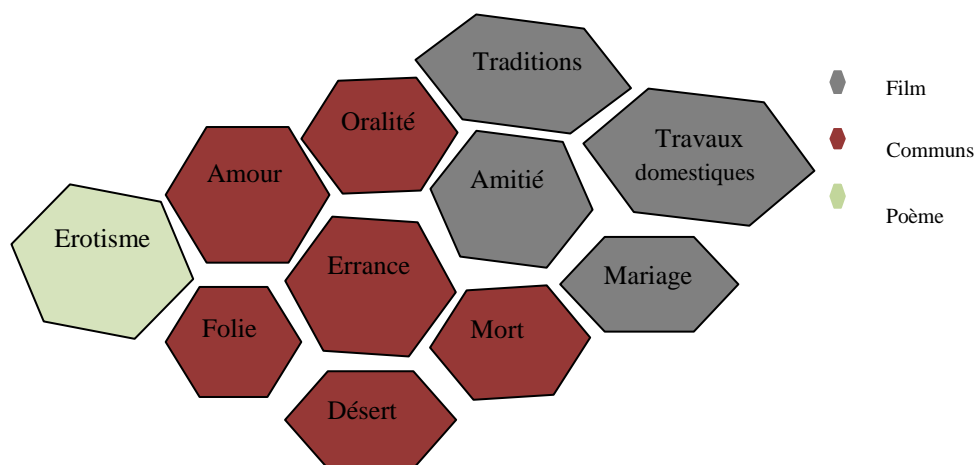 Traditions
Oralité
Travaux
domestiques
Amour
Amitié
Erotisme
Errance
Mariage
Folie
Mort
Désert
Film
Communs
Poème